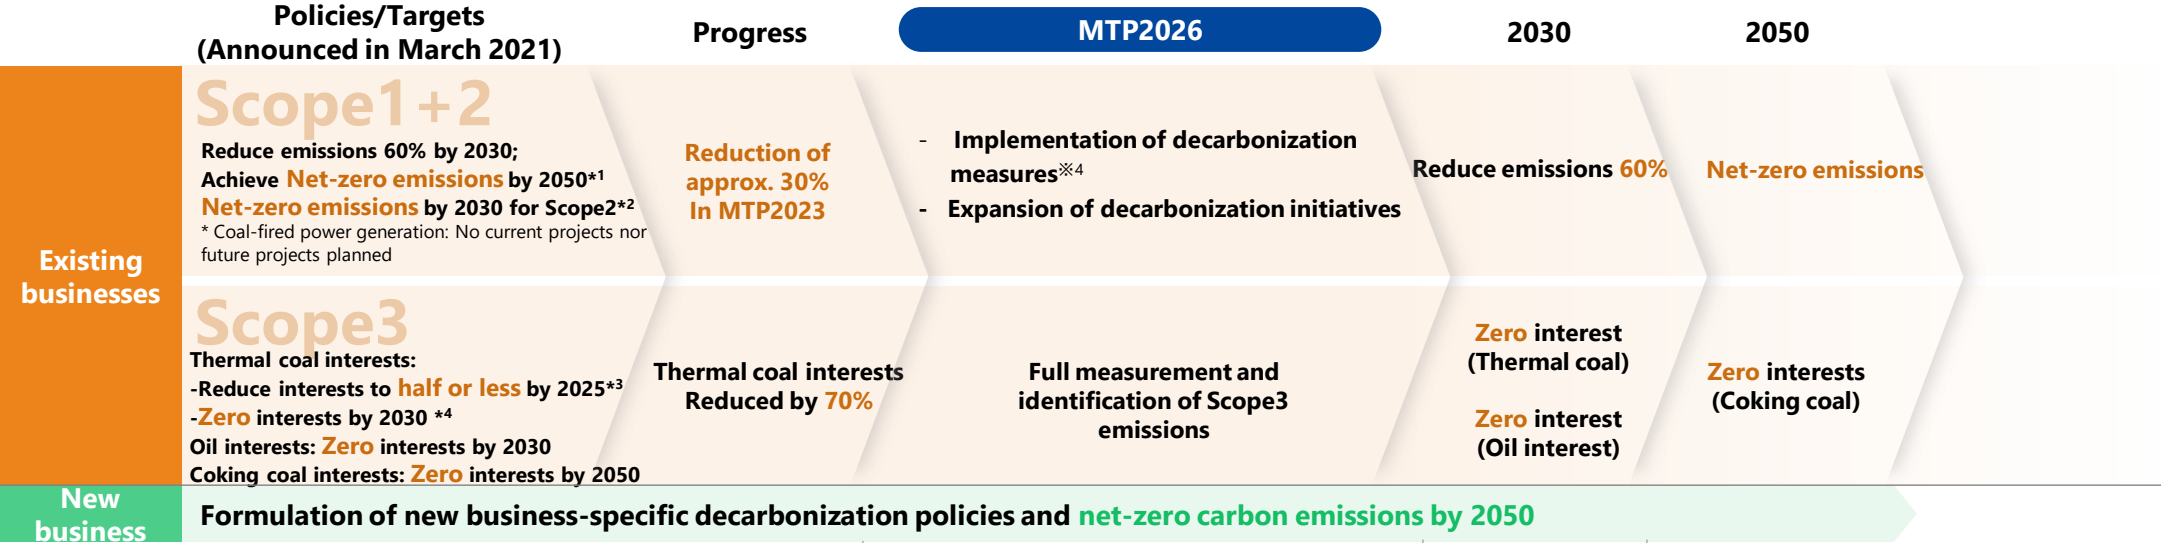 Policies/Targets
(Announced in March 2021)
Progress
MTP2026
2030
2050
Existing
businesses
Scope1+2
Reduce emissions 60% by 2030;
Achieve Net-zero emissions by 2050*1
Net-zero emissions by 2030 for Scope2*2
* Coal-fired power generation: No current projects nor
future projects planned
Reduction of
approx. 30%
In MTP2023
- Implementation of decarbonization
measures※4
- Expansion of decarbonization initiatives
Reduce emissions 60%
Net-zero emissions
Scope3
Thermal coal interests:
-Reduce interests to half or less by 2025*3
-Zero interests by 2030 *4
Oil interests: Zero interests by 2030
Coking coal interests: Zero interests by 2050
Thermal coal interests
Reduced by 70%
Full measurement and
identification of Scope3
emissions
Zero interest
(Thermal coal)
Zero interest
(Oil interest)
Zero interests
(Coking coal)
New
business
Formulation of new business-specific decarbonization policies and net-zero carbon emissions by 2050